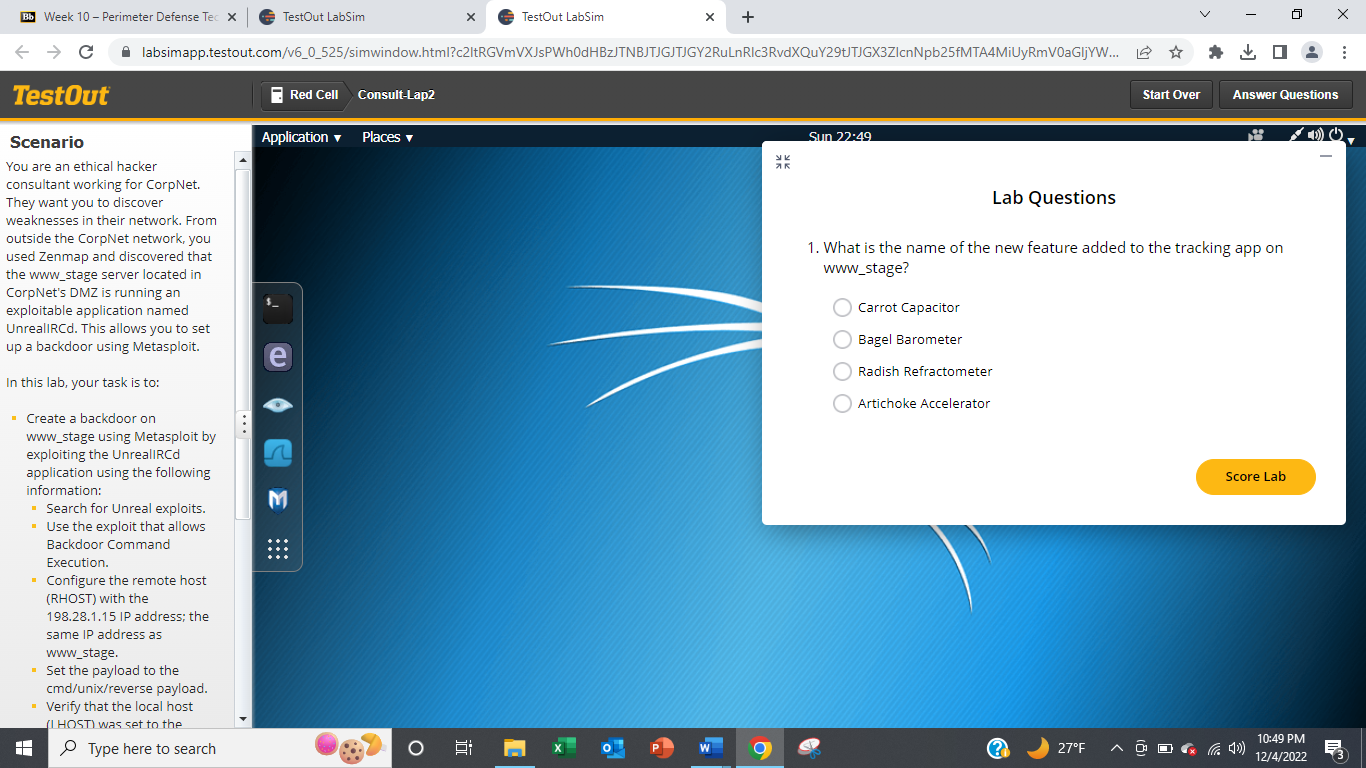 Week 10 – Perimeter Defense Tec
TestOut LabSim
TestOut LabSim
labsimapp.testout.com/v6_0_525/simwindow.html?c2ltRGVmVXJsPWh0dHBzJTNBJTJGJTJGY2RuLnRlc3RvdXQuY29tJTJGX3ZlcnNpb25fMTA4MiUyRmV0aGljYW...
TestOut
Red Cell
Consult-Lap2
Start Over
Answer Questions
Scenario
You are an ethical hacker
consultant working for CorpNet.
They want you to discover
weaknesses in their network. From
outside the CorpNet network, you
used Zenmap and discovered that
the www_stage server located in
CorpNet's DMZ is running an
exploitable application named
UnrealIRCd. This allows you to set
up a backdoor using Metasploit.
In this lab, your task is to:
Create a backdoor on
www_stage using Metasploit by
exploiting the UnrealIRCd
application using the following
information:
Search for Unreal exploits.
Use the exploit that allows
Backdoor Command
Execution.
Configure the remote host
(RHOST) with the
198.28.1.15 IP address; the
same IP address as
www_stage.
Set the payload to the
cmd/unix/reverse payload.
Verify that the local host
(LHOST) was set to the
Application
Places
Sun 22:49
Lab Questions
1. What is the name of the new feature added to the tracking app on
www_stage?
Carrot Capacitor
Bagel Barometer
Radish Refractometer
Artichoke Accelerator
Score Lab
Type here to search
27°F
10:49 PM
12/4/2022
3